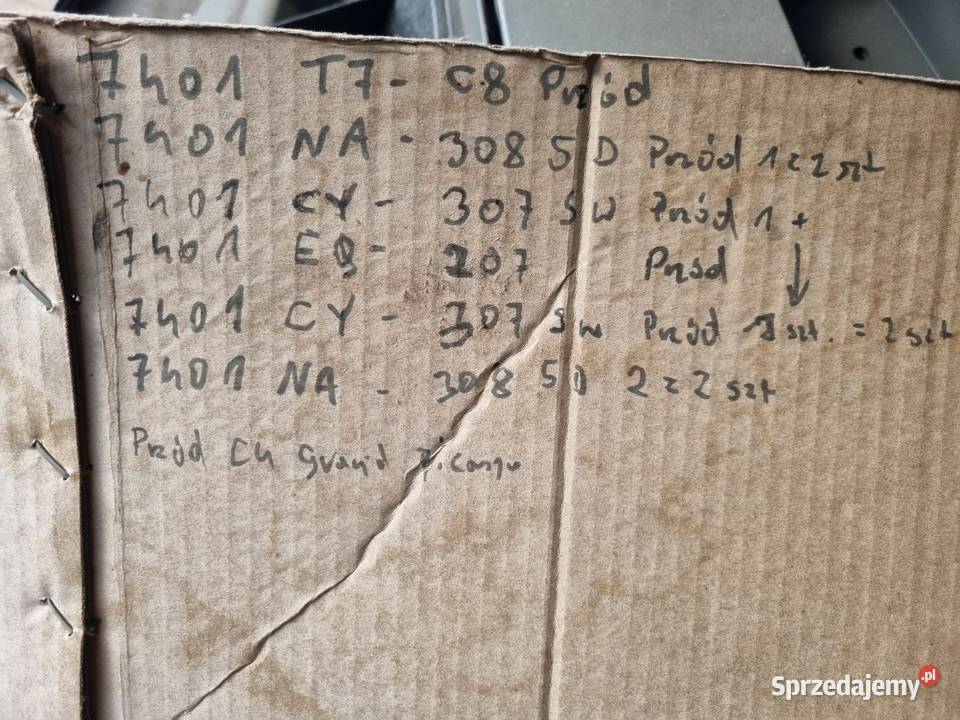 7401 T7- C8 Przód
7401 NA - 308 5D Przód 1 z 2 szt
7401 CY - 307 SW Przód 1 +
7401 EQ - 207 Przód
7401 CY - 307 SW Przód 1 szt. = 2 szt
7401 NA - 308 5D 2 z 2 szt
Przód C4 grand Picasso
Sprzedajemy.pl